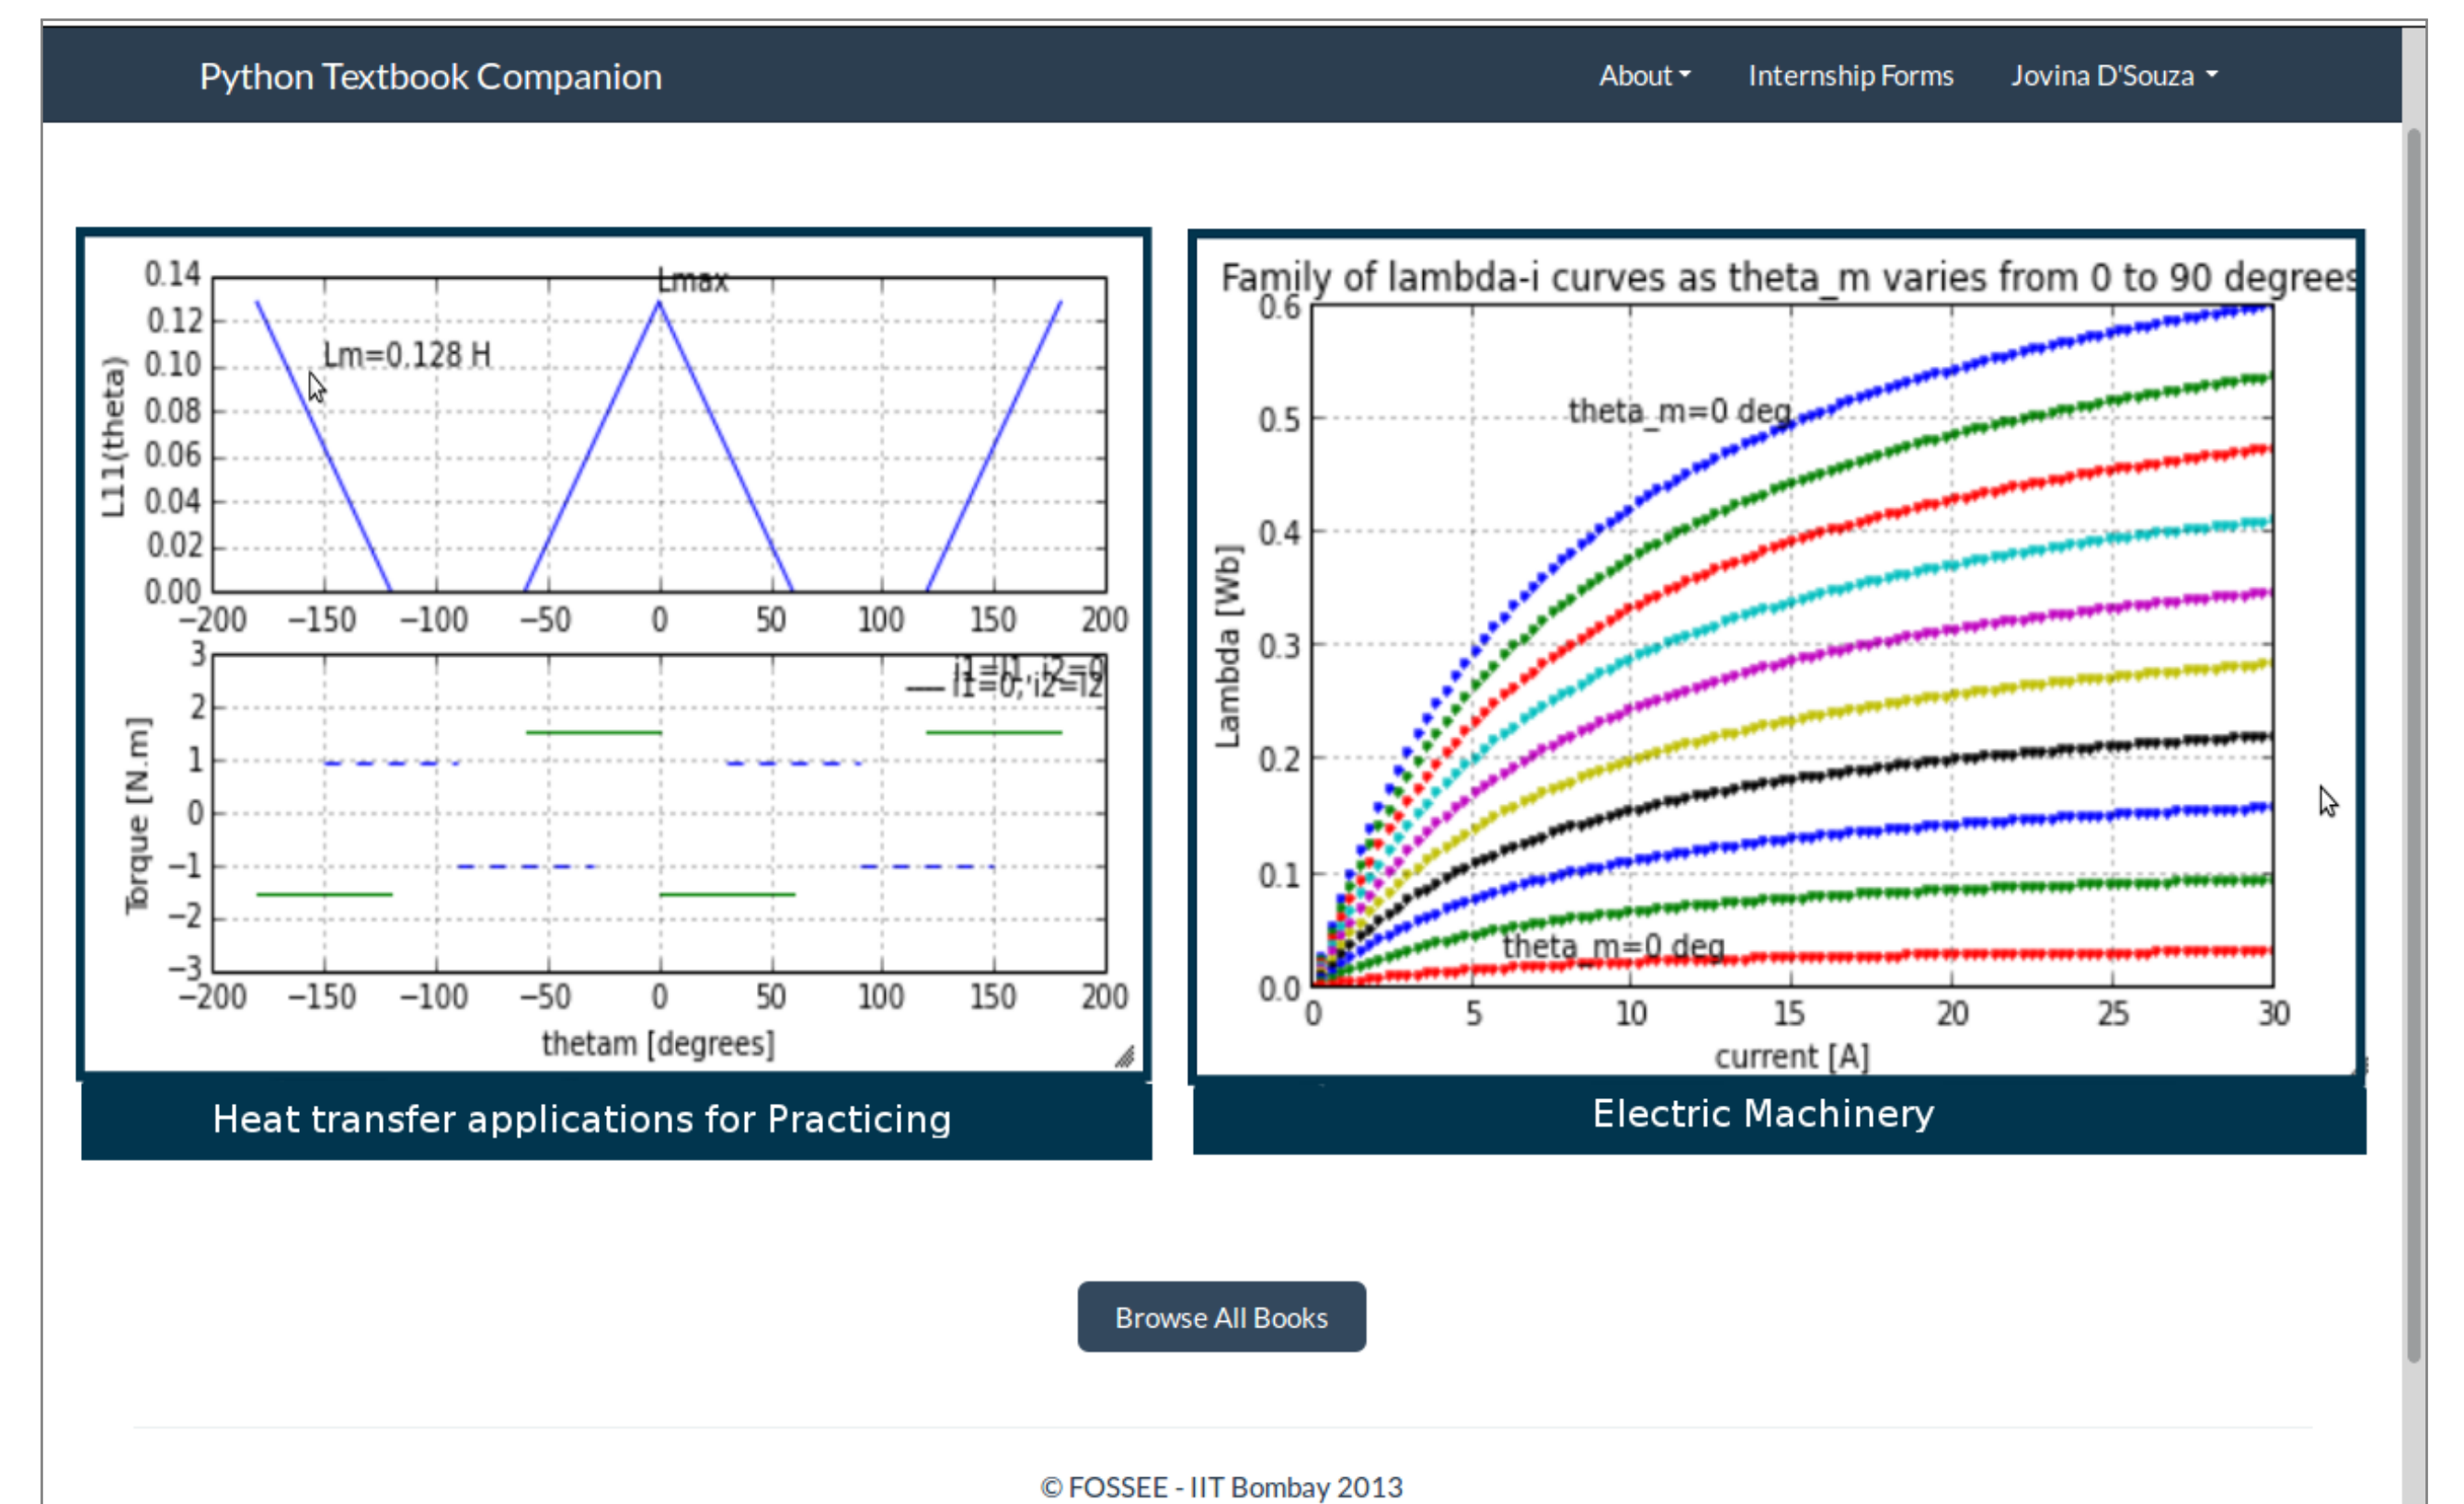 Python Textbook Companion About Internship Forms Jovina D'Souza
Lmax
0.14
0.12
0.10
0.08
0.06
0.04
0.02
0.00
L11(theta)
Lm=0.128 H
−200 −150 −100 −50 0 50 100 150 200
3
2
1
0
−1
−2
−3
Torque [N.m]
i1=I1, i2=0
i1=0, i2=I2
−200 −150 −100 −50 0 50 100 150 200
thetam [degrees]
Heat transfer applications for Practicing
Family of lambda-i curves as theta_m varies from 0 to 90 degrees
0.6
0.5
0.4
0.3
0.2
0.1
0.0
Lambda [Wb]
theta_m=0 deg
theta_m=0 deg
0 5 10 15 20 25 30
current [A]
Electric Machinery
Browse All Books
© FOSSEE - IIT Bombay 2013